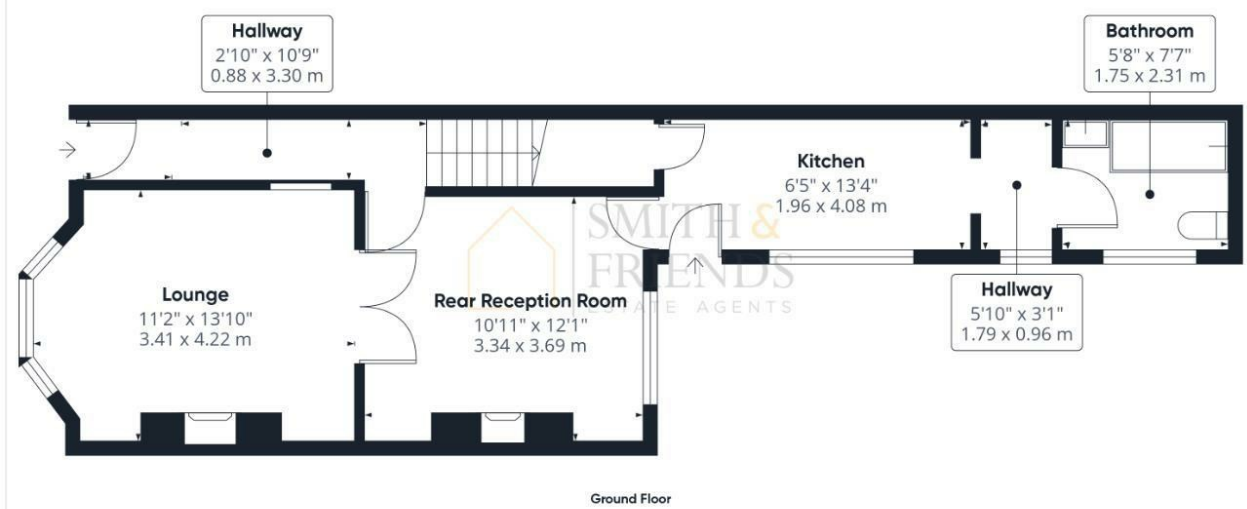 Hallway
2'10" x 10'9"
0.88 x 3.30 m
Bathroom
5'8" x 7'7"
1.75 x 2.31 m
Kitchen
6'5" x 13'4"
1.96 x 4.08 m
SMITH &
FRIENDS
ESTATE AGENTS
Lounge
11'2" x 13'10"
3.41 x 4.22 m
Rear Reception Room
10'11" x 12'1"
3.34 x 3.69 m
Hallway
5'10" x 3'1"
1.79 x 0.96 m
Ground Floor